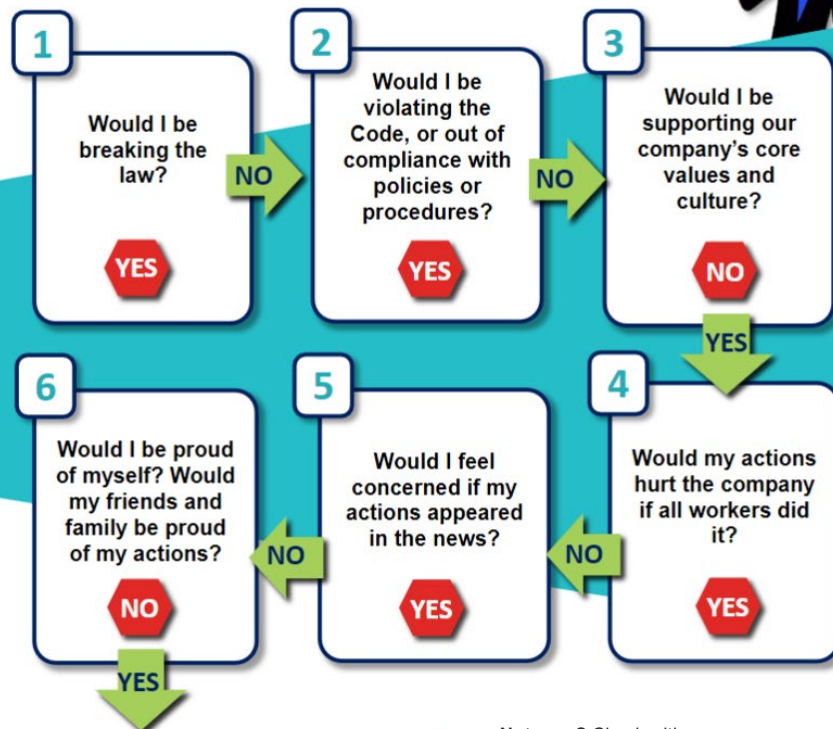 1
Would I be
breaking the
law?
YES
NO
2
Would I be
violating the
Code, or out of
compliance with
policies or
procedures?
YES
NO
3
Would I be
supporting our
company's core
values and
culture?
NO
YES
4
Would my actions
hurt the company
if all workers did
it?
YES
NO
5
Would I feel
concerned if my
actions appeared
in the news?
YES
NO
6
Would I be proud
of myself? Would
my friends and
family be proud
of my actions?
NO
YES